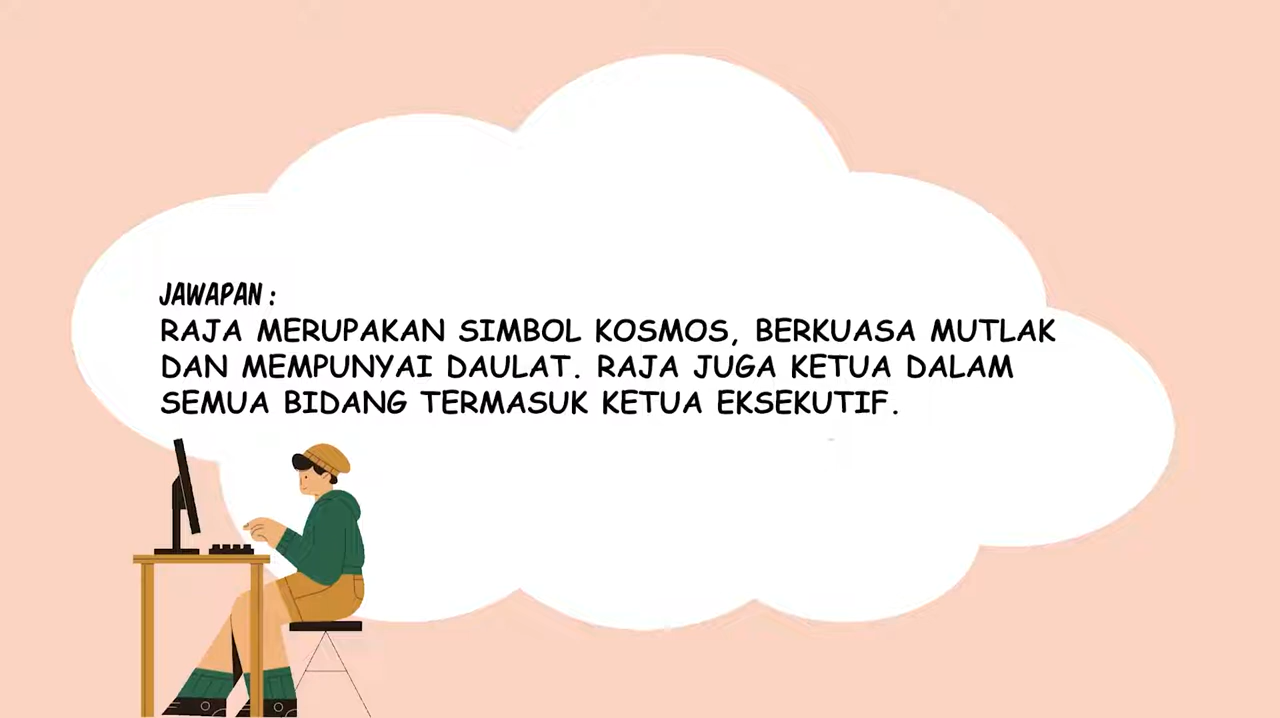 JAWAPAN :
RAJA MERUPAKAN SIMBOL KOSMOS, BERKUASA MUTLAK
DAN MEMPUNYAI DAULAT. RAJA JUGA KETUA DALAM
SEMUA BIDANG TERMASUK KETUA EKSEKUTIF.